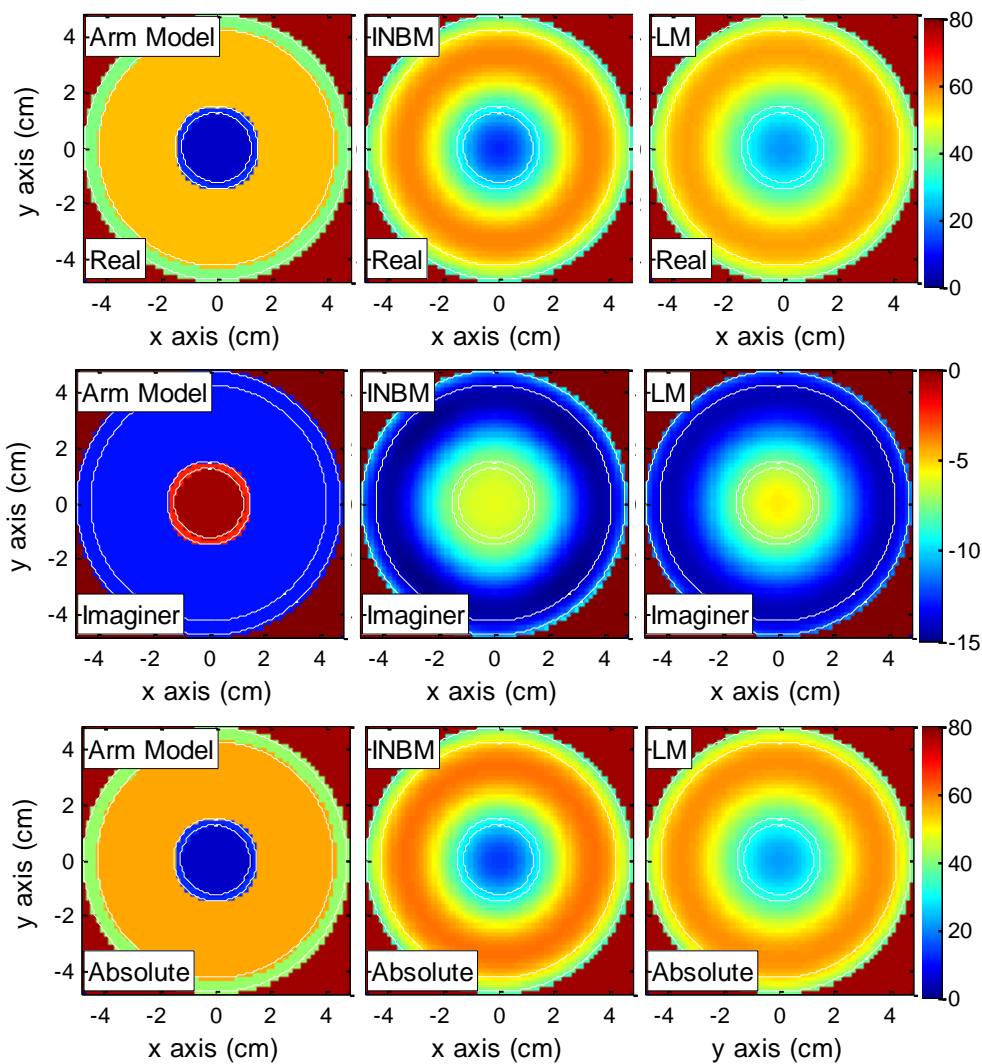 Arm Model INBM LM 80
4 60
2
y axis (cm) 0 40
-2 20
-4 Real Real Real 0
-4 -2 0 2 4 -4 -2 0 2 4 -4 -2 0 2 4
x axis (cm) x axis (cm) x axis (cm)
Arm Model INBM LM 0
4
2 -5
y axis (cm) 0
-2 -10
-4 Imaginer Imaginer Imaginer -15
-4 -2 0 2 4 -4 -2 0 2 4 -4 -2 0 2 4
x axis (cm) x axis (cm) x axis (cm)
Arm Model INBM LM 80
4 60
2
y axis (cm) 0 40
-2 20
-4 Absolute Absolute Absolute 0
-4 -2 0 2 4 -4 -2 0 2 4 -4 -2 0 2 4
x axis (cm) x axis (cm) y axis (cm)